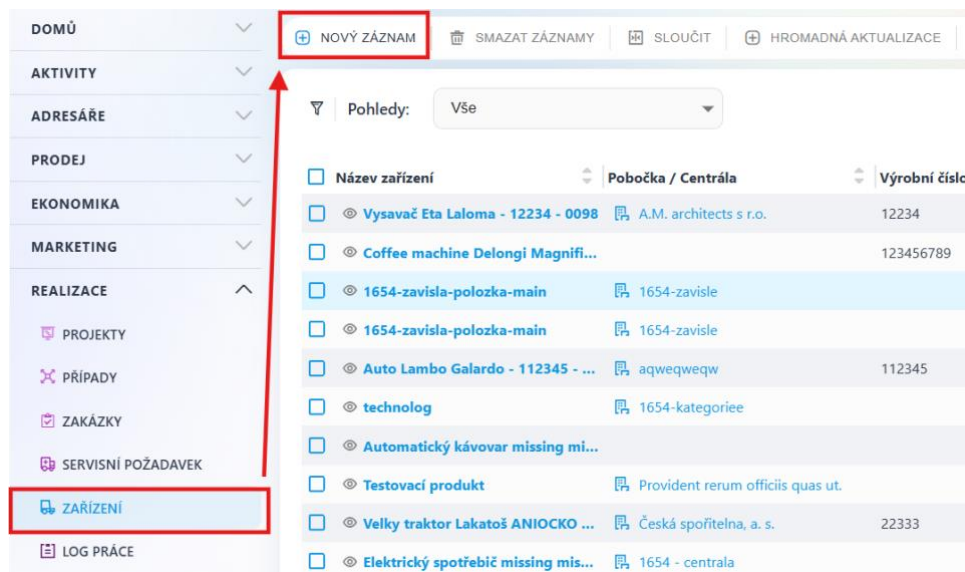 DOMŮ
AKTIVITY
ADRESÁŘE
PRODEJ
EKONOMIKA
MARKETING
REALIZACE
PROJEKTY
PŘÍPADY
ZAKÁZKY
SERVISNÍ POŽADAVEK
ZAŘÍZENÍ
LOG PRÁCE
NOVÝ ZÁZNAM SMAZAT ZÁZNAMY SLOUČIT HROMADNÁ AKTUALIZACE
Pohledy: Vše
Název zařízení Pobočka / Centrála Výrobní číslo
Vysavač Eta Laloma - 12234 - 0098 A.M. architects s r.o. 12234
Coffee machine Delongi Magnifi... 123456789
1654-zavisla-polozka-main 1654-zavisle
1654-zavisla-polozka-main 1654-zavisle
Auto Lambo Galardo - 112345 - ... aqweqweqw 112345
technolog 1654-kategoriee
Automatický kávovar missing mi...
Testovací produkt Provident rerum officiis quas ut.
Velky traktor Lakatoš ANIOCKO ... Česká spořitelna, a. s. 22333
Elektrický spotřebič missing mis... 1654 - centrala